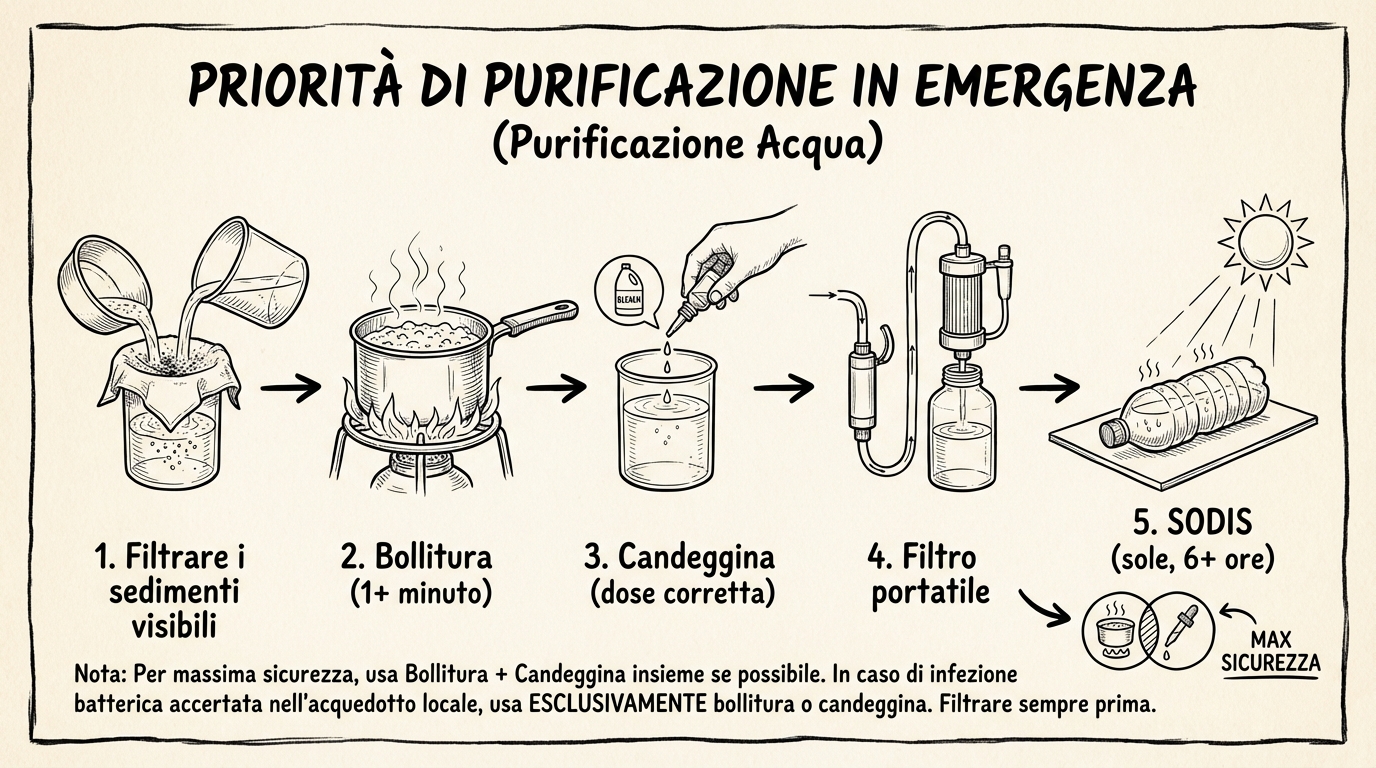 PRIORITÀ DI PURIFICAZIONE IN EMERGENZA
(Purificazione Acqua)
1. Filtrare i
sedimenti
visibili
2. Bollitura
(1+ minuto)
3. Candeggina
(dose corretta)
4. Filtro
portatile
5. SODIS
(sole, 6+ ore)
MAX
SICUREZZA
Nota: Per massima sicurezza, usa Bollitura + Candeggina insieme se possibile. In caso di infezione
batterica accertata nell'acquedotto locale, usa ESCLUSIVAMENTE bollitura o candeggina. Filtrare sempre prima.